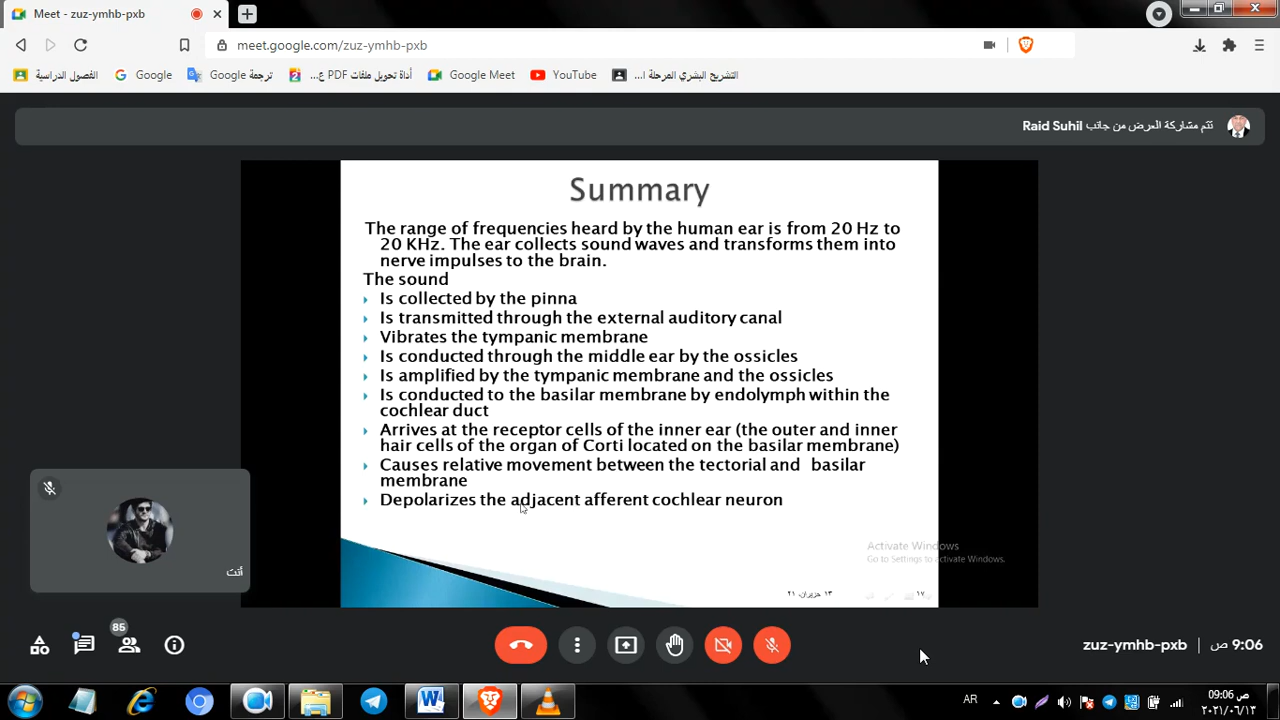 Meet - zuz-ymhb-pxb
meet.google.com/zuz-ymhb-pxb
الفصول الدراسية
Google
ترجمة Google
أداة تحويل ملفات PDF ع...
Google Meet
YouTube
التشريح البشري المرحلة ا...
تتم مشاركة العرض من جانب Raid Suhil
Summary
The range of frequencies heard by the human ear is from 20 Hz to
20 KHz. The ear collects sound waves and transforms them into
nerve impulses to the brain.
The sound
Is collected by the pinna
Is transmitted through the external auditory canal
Vibrates the tympanic membrane
Is conducted through the middle ear by the ossicles
Is amplified by the tympanic membrane and the ossicles
Is conducted to the basilar membrane by endolymph within the
cochlear duct
Arrives at the receptor cells of the inner ear (the outer and inner
hair cells of the organ of Corti located on the basilar membrane)
Causes relative movement between the tectorial and basilar
membrane
Depolarizes the adjacent afferent cochlear neuron
Activate Windows
Go to Settings to activate Windows.
١٣ حزيران، ٢١
١٧
أنت
85
zuz-ymhb-pxb
9:06 ص
AR
09:06 ص
٢٠٢١/٠٦/١٣